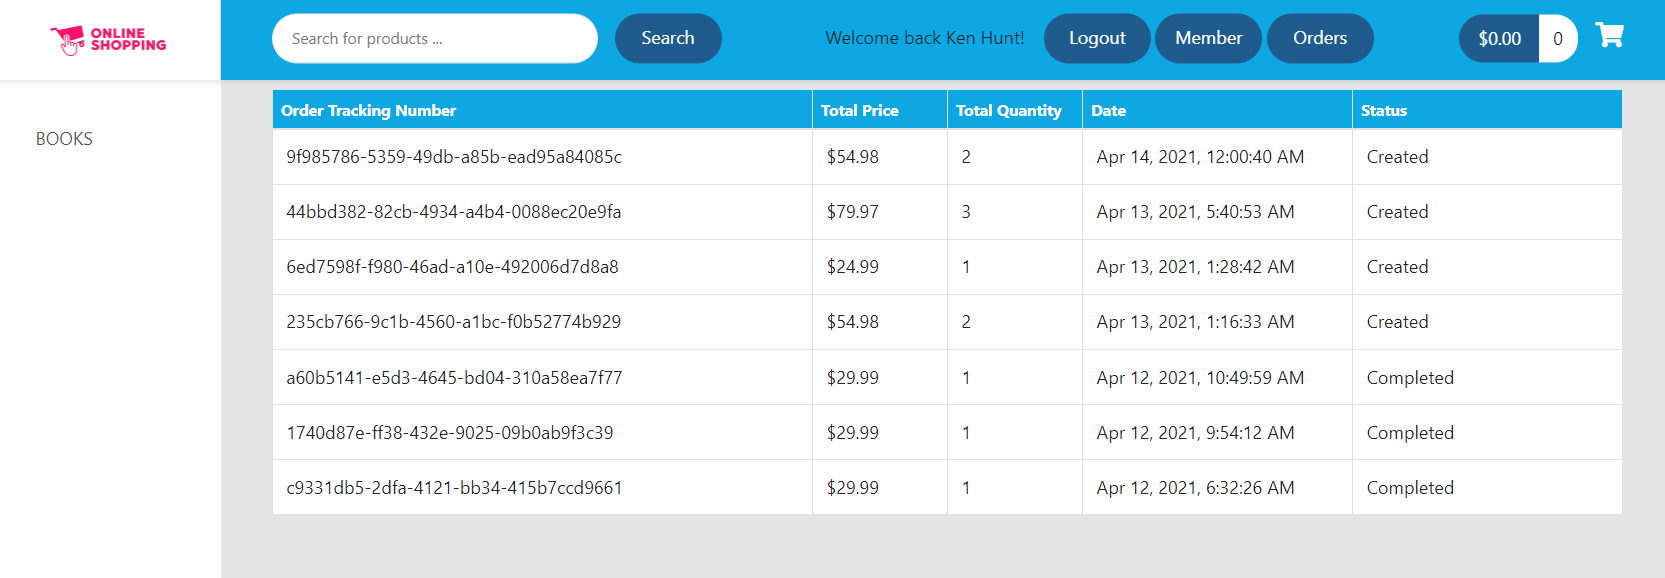 ONLINE
SHOPPING
Search for products ...
Search
Welcome back Ken Hunt!
Logout
Member
Orders
$0.00
0
BOOKS
Order Tracking Number Total Price Total Quantity Date Status
9f985786-5359-49db-a85b-ead95a84085c $54.98 2 Apr 14, 2021, 12:00:40 AM Created
44bbd382-82cb-4934-a4b4-0088ec20e9fa $79.97 3 Apr 13, 2021, 5:40:53 AM Created
6ed7598f-f980-46ad-a10e-492006d7d8a8 $24.99 1 Apr 13, 2021, 1:28:42 AM Created
235cb766-9c1b-4560-a1bc-f0b52774b929 $54.98 2 Apr 13, 2021, 1:16:33 AM Created
a60b5141-e5d3-4645-bd04-310a58ea7f77 $29.99 1 Apr 12, 2021, 10:49:59 AM Completed
1740d87e-ff38-432e-9025-09b0ab9f3c39 $29.99 1 Apr 12, 2021, 9:54:12 AM Completed
c9331db5-2dfa-4121-bb34-415b7ccd9661 $29.99 1 Apr 12, 2021, 6:32:26 AM Completed